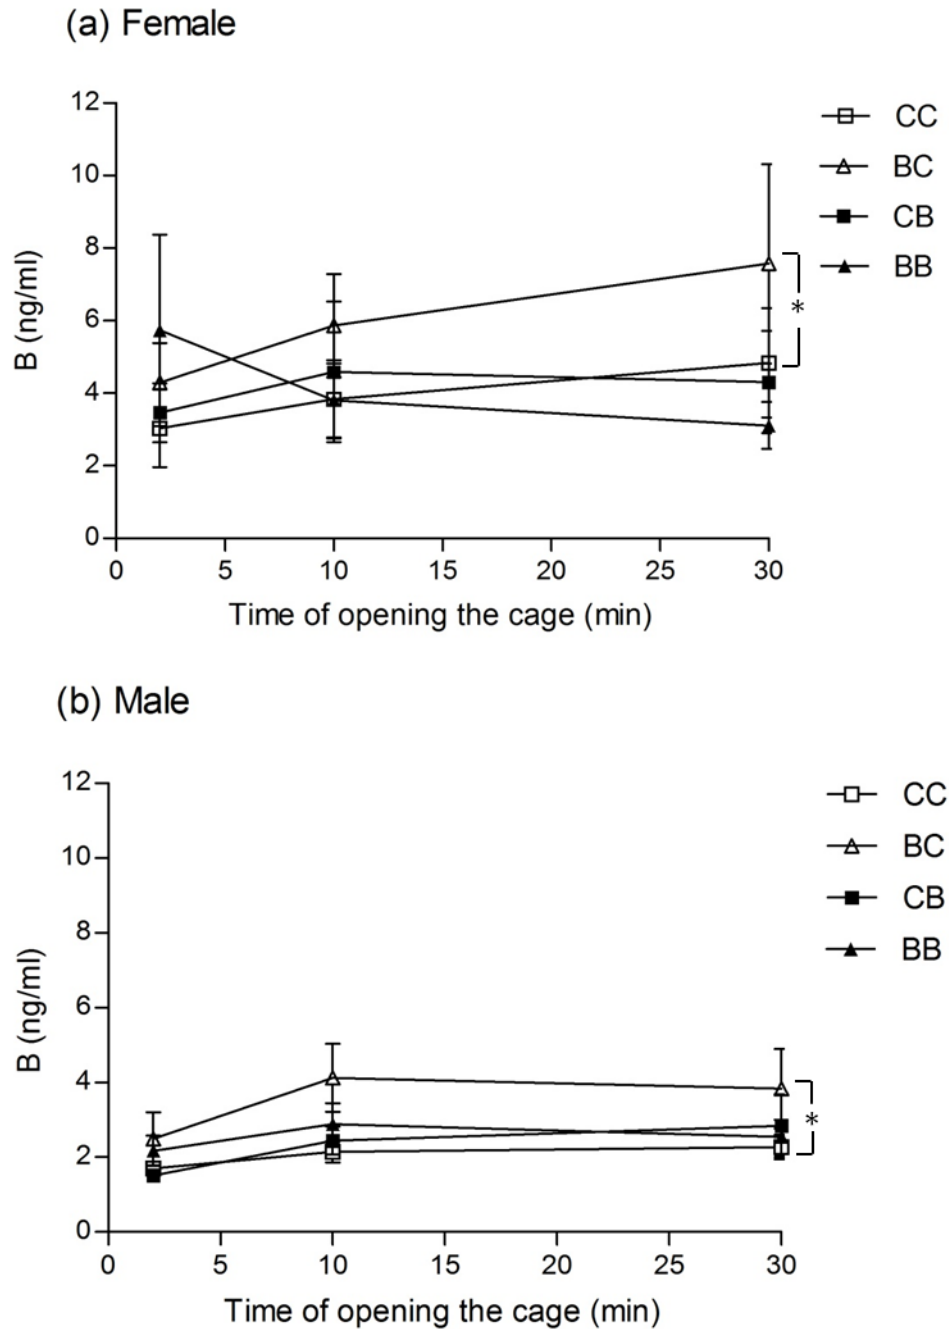 (a) Female
12
10
8
6
4
2
0
B (ng/ml)
0 5 10 15 20 25 30
Time of opening the cage (min)
CC
BC
CB
BB
*
(b) Male
12
10
8
6
4
2
0
B (ng/ml)
0 5 10 15 20 25 30
Time of opening the cage (min)
CC
BC
CB
BB
*